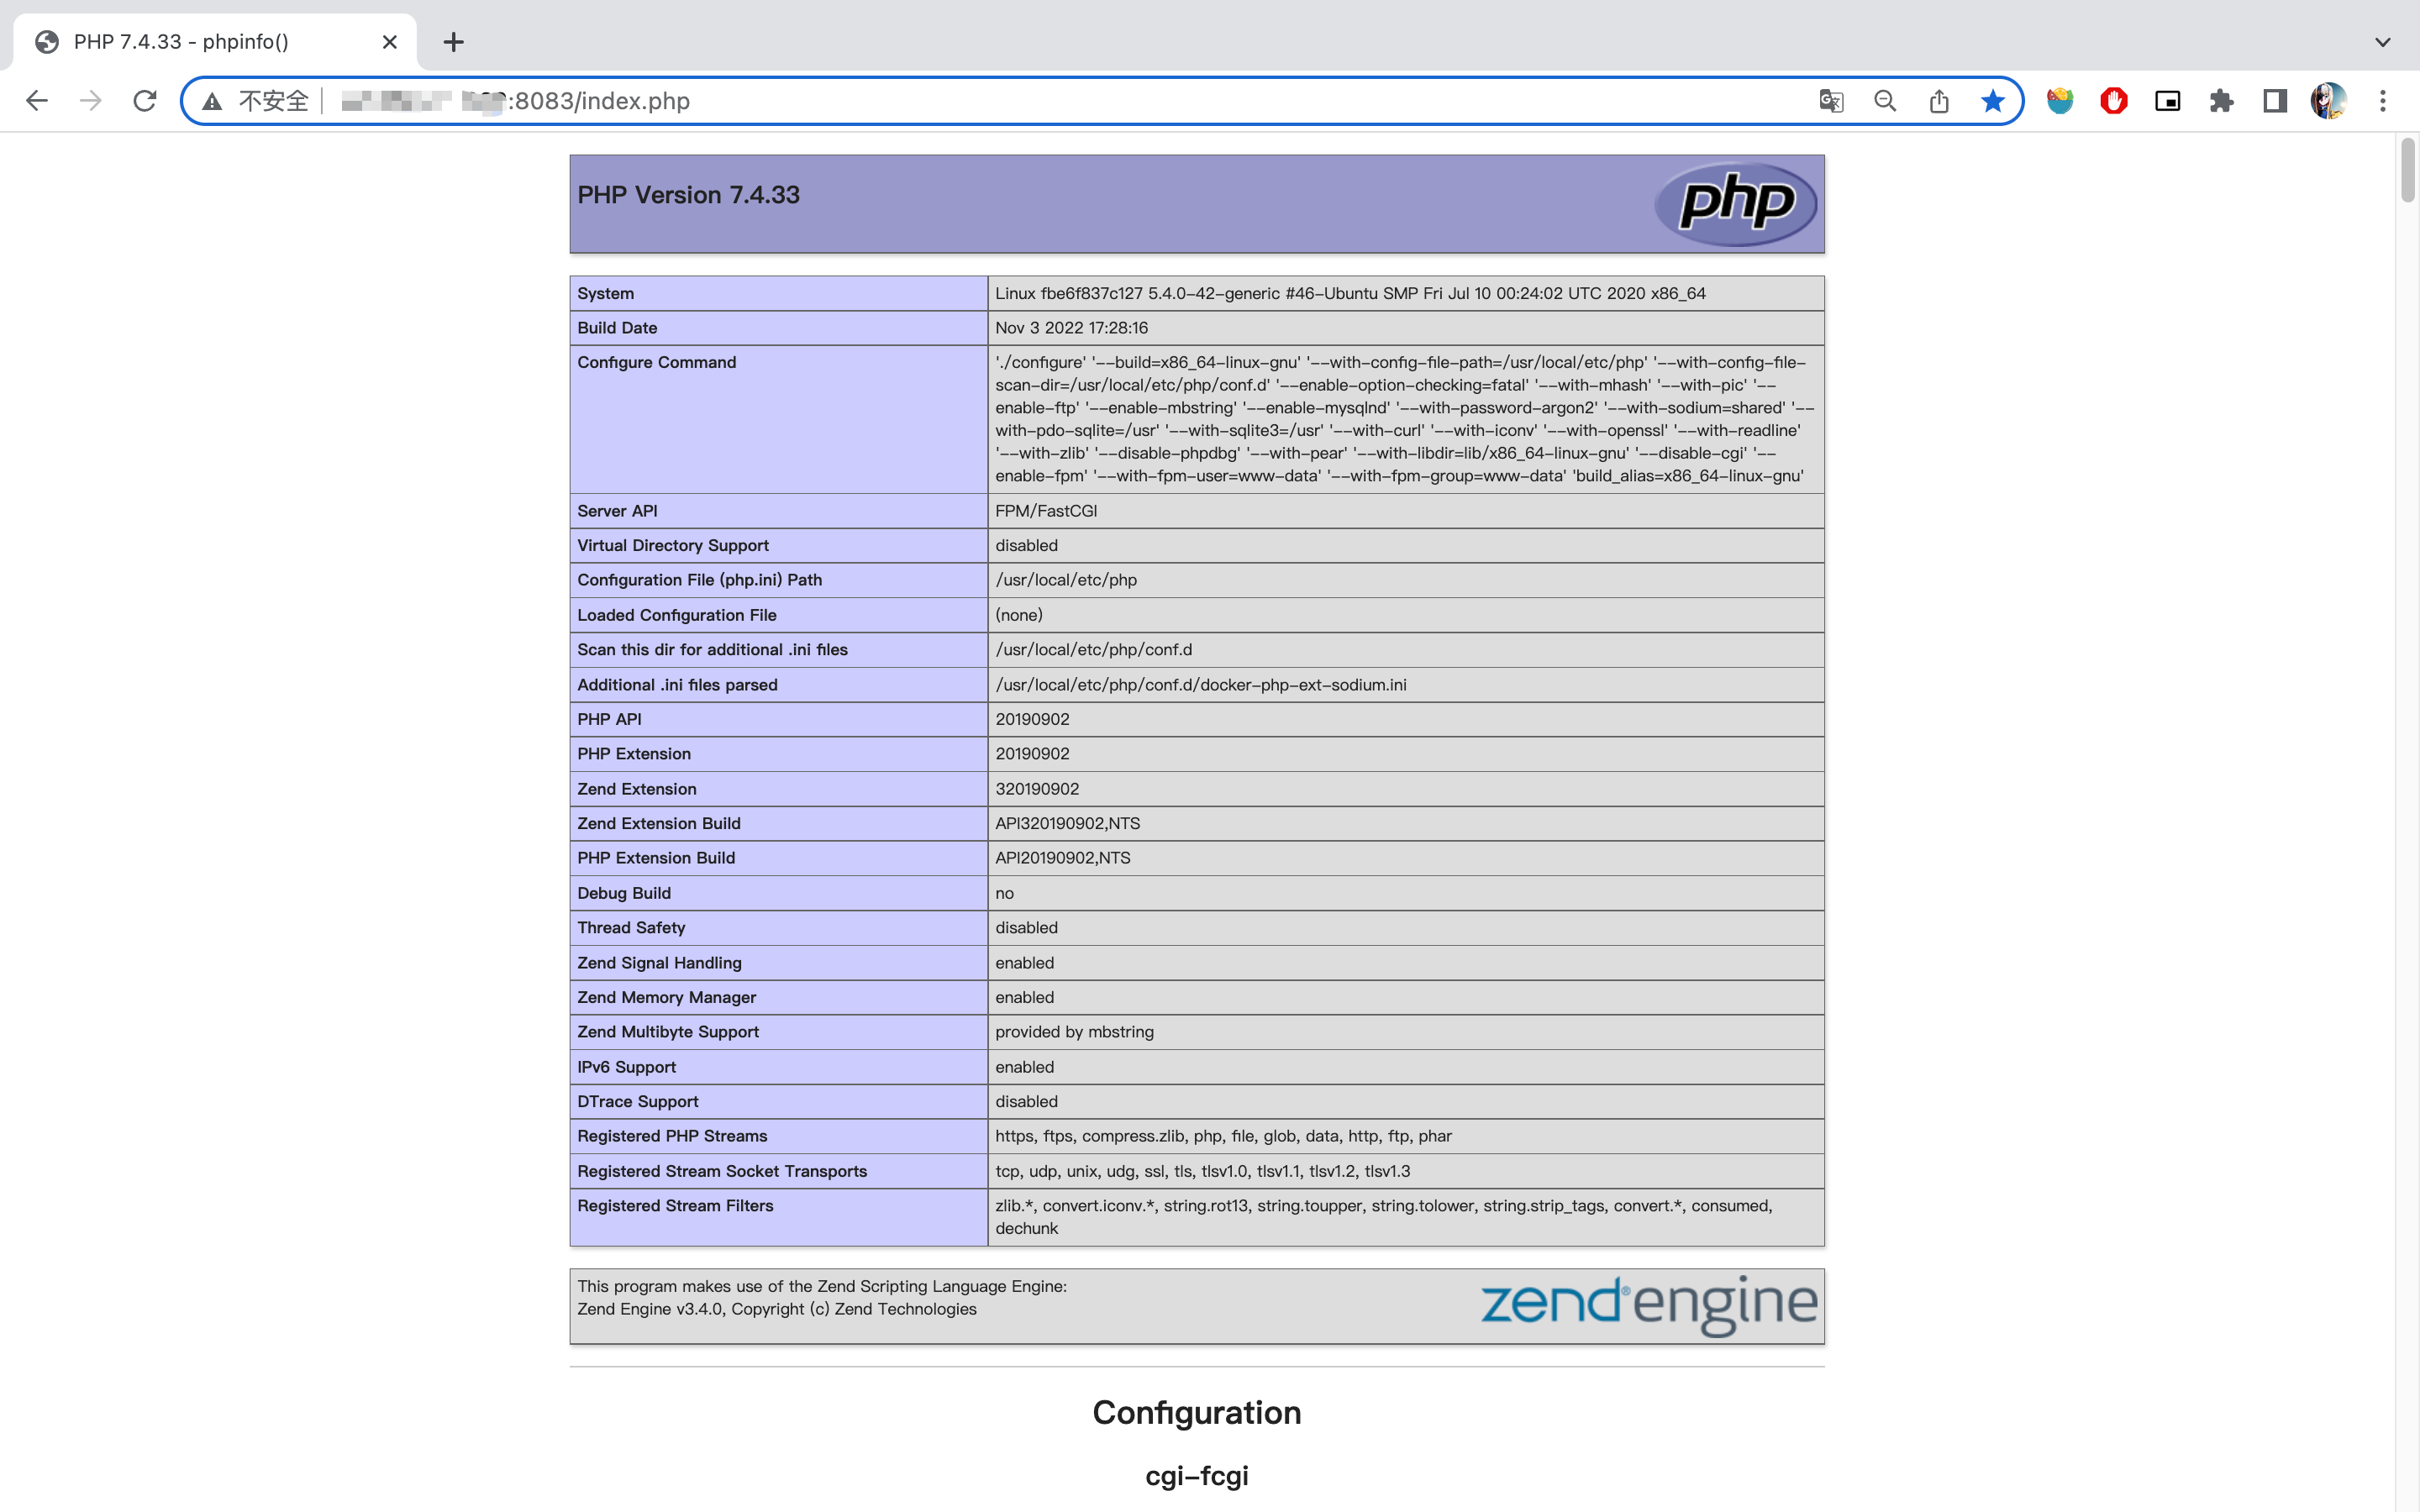 PHP 7.4.33 - phpinfo()
不安全
:8083/index.php
PHP Version 7.4.33
php
System
Linux fbe6f837c127 5.4.0-42-generic #46-Ubuntu SMP Fri Jul 10 00:24:02 UTC 2020 x86_64
Build Date
Nov 3 2022 17:28:16
Configure Command
'./configure' '--build=x86_64-linux-gnu' '--with-config-file-path=/usr/local/etc/php' '--with-config-file-
scan-dir=/usr/local/etc/php/conf.d' '--enable-option-checking=fatal' '--with-mhash' '--with-pic' '--
enable-ftp' '--enable-mbstring' '--enable-mysqlnd' '--with-password-argon2' '--with-sodium=shared' '--
with-pdo-sqlite=/usr' '--with-sqlite3=/usr' '--with-curl' '--with-iconv' '--with-openssl' '--with-readline'
'--with-zlib' '--disable-phpdbg' '--with-pear' '--with-libdir=lib/x86_64-linux-gnu' '--disable-cgi' '--
enable-fpm' '--with-fpm-user=www-data' '--with-fpm-group=www-data' 'build_alias=x86_64-linux-gnu'
Server API
FPM/FastCGI
Virtual Directory Support
disabled
Configuration File (php.ini) Path
/usr/local/etc/php
Loaded Configuration File
(none)
Scan this dir for additional .ini files
/usr/local/etc/php/conf.d
Additional .ini files parsed
/usr/local/etc/php/conf.d/docker-php-ext-sodium.ini
PHP API
20190902
PHP Extension
20190902
Zend Extension
320190902
Zend Extension Build
API320190902,NTS
PHP Extension Build
API20190902,NTS
Debug Build
no
Thread Safety
disabled
Zend Signal Handling
enabled
Zend Memory Manager
enabled
Zend Multibyte Support
provided by mbstring
IPv6 Support
enabled
DTrace Support
disabled
Registered PHP Streams
https, ftps, compress.zlib, php, file, glob, data, http, ftp, phar
Registered Stream Socket Transports
tcp, udp, unix, udg, ssl, tls, tlsv1.0, tlsv1.1, tlsv1.2, tlsv1.3
Registered Stream Filters
zlib.*, convert.iconv.*, string.rot13, string.toupper, string.tolower, string.strip_tags, convert.*, consumed,
dechunk
This program makes use of the Zend Scripting Language Engine:
Zend Engine v3.4.0, Copyright (c) Zend Technologies
zend®engine
Configuration
cgi-fcgi